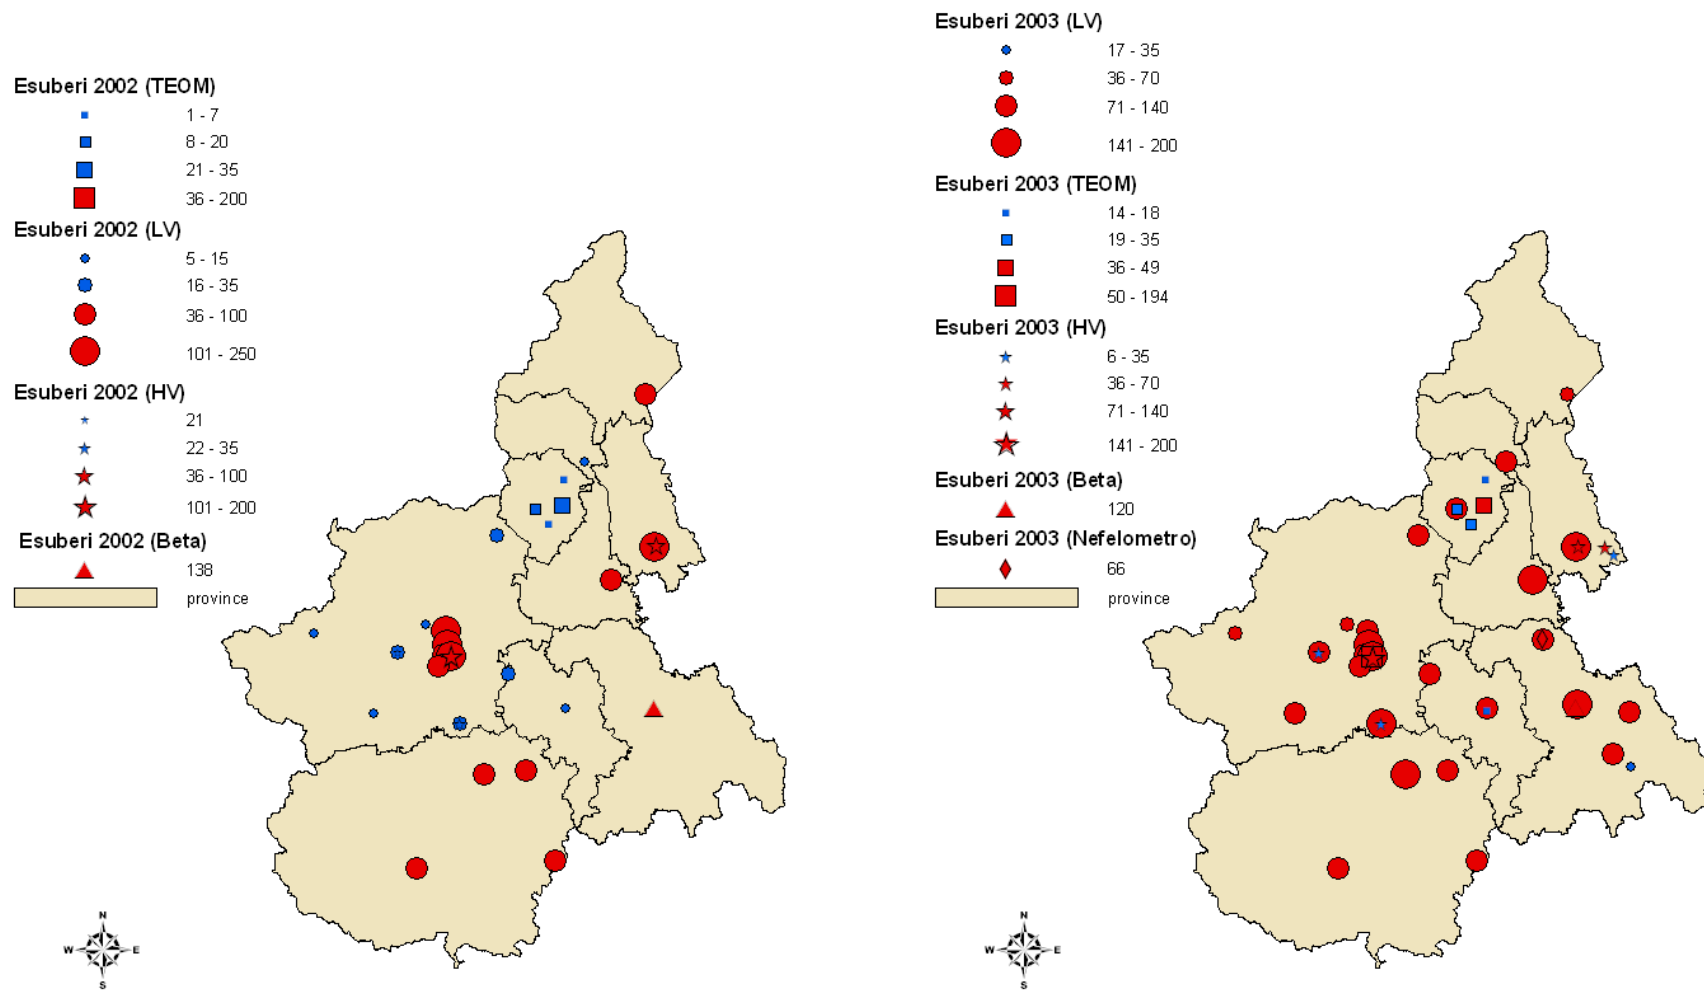 Esuberi 2002 (TEOM)
1 - 7
8 - 20
21 - 35
36 - 200
Esuberi 2002 (LV)
5 - 15
16 - 35
36 - 100
101 - 250
Esuberi 2002 (HV)
21
22 - 35
36 - 100
101 - 200
Esuberi 2002 (Beta)
138
province
N
W E
S
Esuberi 2003 (LV)
17 - 35
36 - 70
71 - 140
141 - 200
Esuberi 2003 (TEOM)
14 - 18
19 - 35
36 - 49
50 - 194
Esuberi 2003 (HV)
6 - 35
36 - 70
71 - 140
141 - 200
Esuberi 2003 (Beta)
120
Esuberi 2003 (Nefelometro)
66
province
N
W E
S